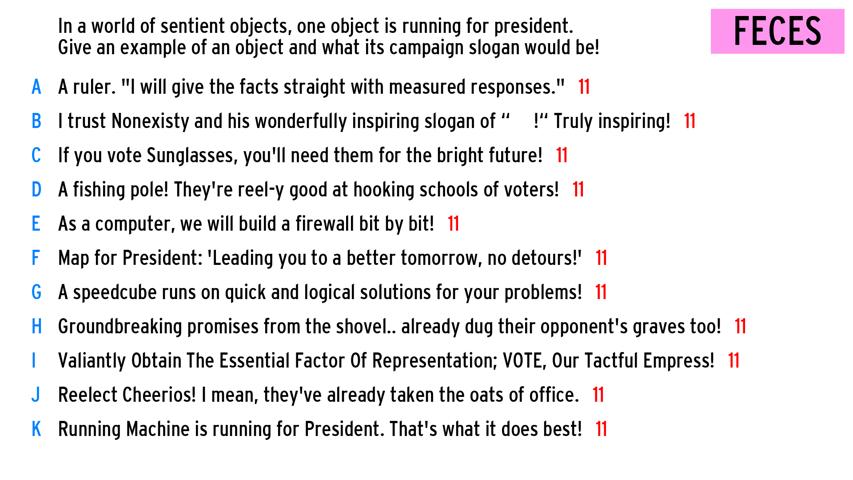 In a world of sentient objects, one object is running for president.
Give an example of an object and what its campaign slogan would be!
FECES
A A ruler. "I will give the facts straight with measured responses." 11
B I trust Nonexisty and his wonderfully inspiring slogan of “ !“ Truly inspiring! 11
C If you vote Sunglasses, you'll need them for the bright future! 11
D A fishing pole! They're reel-y good at hooking schools of voters! 11
E As a computer, we will build a firewall bit by bit! 11
F Map for President: 'Leading you to a better tomorrow, no detours!' 11
G A speedcube runs on quick and logical solutions for your problems! 11
H Groundbreaking promises from the shovel.. already dug their opponent's graves too! 11
I Valiantly Obtain The Essential Factor Of Representation; VOTE, Our Tactful Empress! 11
J Reelect Cheerios! I mean, they've already taken the oats of office. 11
K Running Machine is running for President. That's what it does best! 11